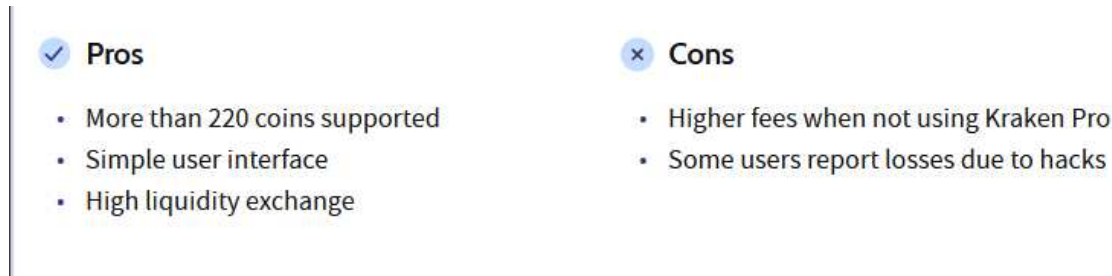 Pros
More than 220 coins supported
Simple user interface
High liquidity exchange
Cons
Higher fees when not using Kraken Pro
Some users report losses due to hacks